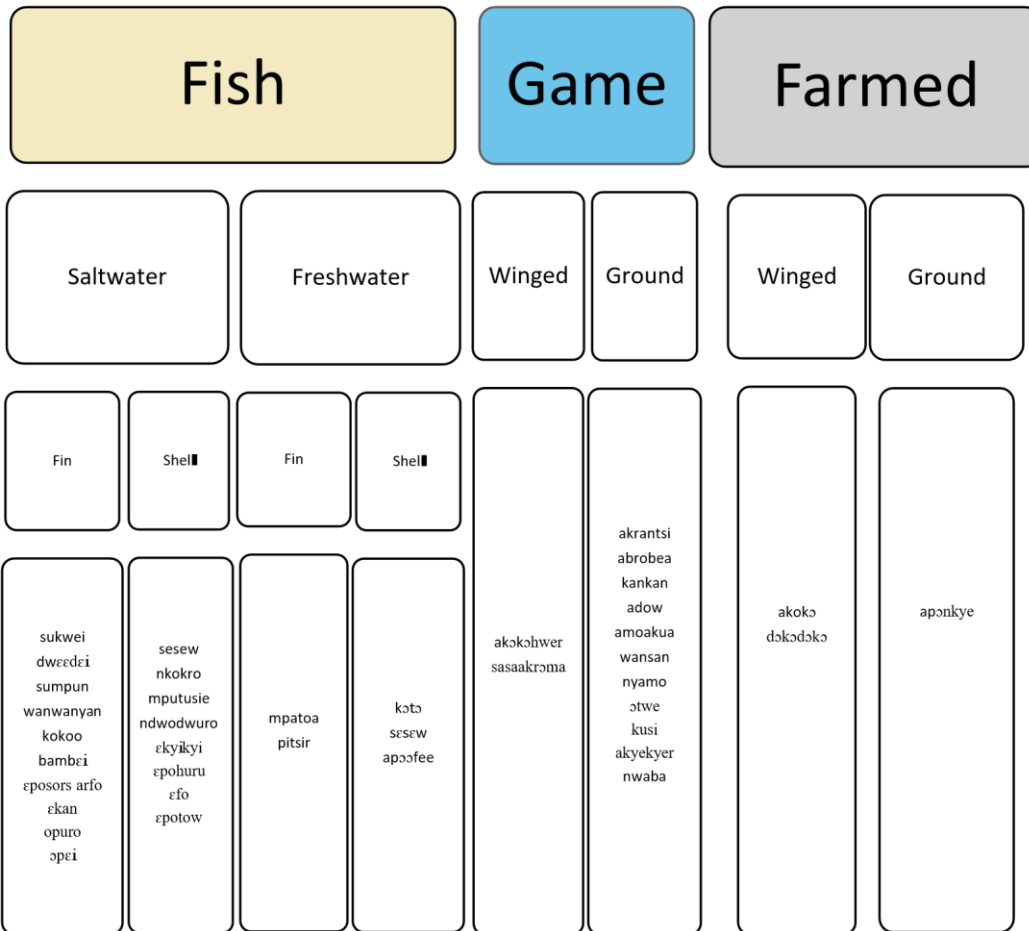 Fish
Game
Farmed
Saltwater
Freshwater
Winged
Ground
Winged
Ground
Fin
Shell
Fin
Shell
sukwei
dwɛɛdɛi
sumpun
wanwanyan
kokoo
bambɛi
ɛposors arfo
ɛkan
opuro
ɔpɛi
sesew
nkokro
mputusie
ndwodwuro
ɛkyikyi
ɛpohuru
ɛfo
ɛpotow
mpatoa
pitsir
kɔtɔ
sɛsɛw
apɔɔfee
akɔkɔhwer
sasaakrɔma
akrantsi
abrobea
kankan
adow
amoakua
wansan
nyamo
ɔtwe
kusi
akyekyer
nwaba
akokɔ
dɔkɔdɔkɔ
apɔnkye